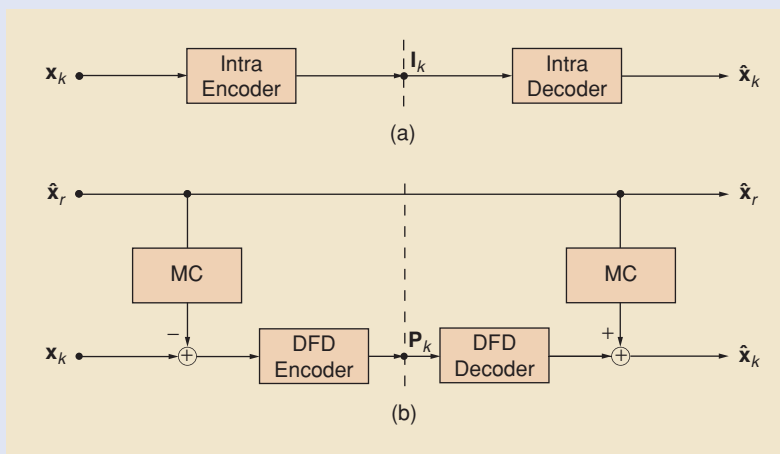 x_k
Intra
Encoder
I_k
Intra
Decoder
x̂_k
(a)
x̂_r
x̂_r
MC
MC
−
+
x_k
+
DFD
Encoder
P_k
DFD
Decoder
+
x̂_k
(b)